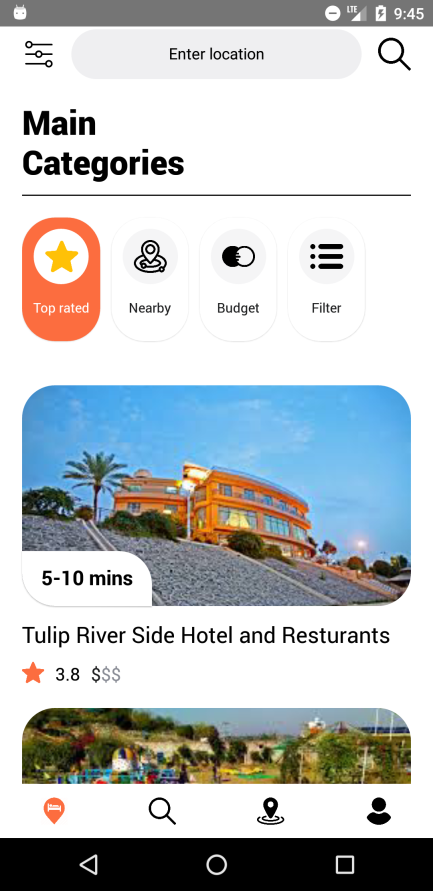 LTE 9:45
Enter location
Main
Categories
Top rated
Nearby
Budget
Filter
5-10 mins
Tulip River Side Hotel and Resturants
3.8 $$$